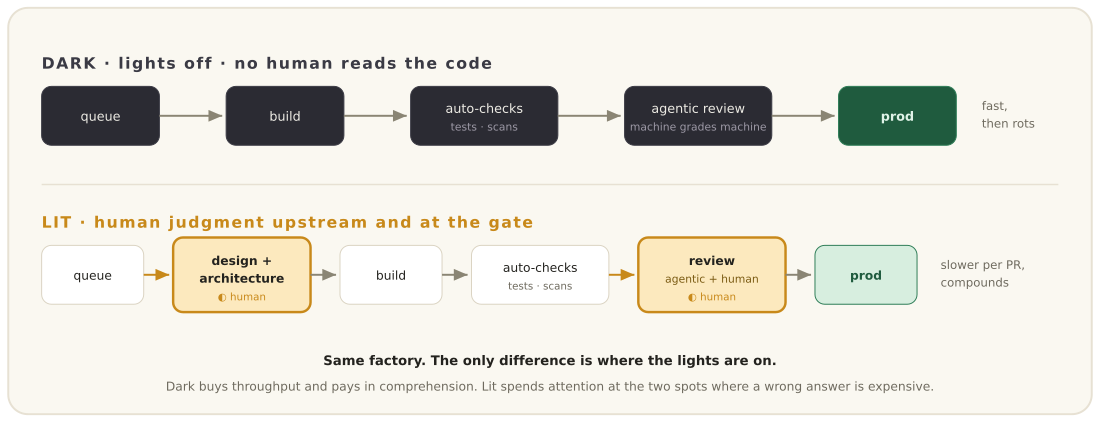 DARK · lights off · no human reads the code
queue
build
auto-checks
tests · scans
agentic review
machine grades machine
prod
fast,
then rots
LIT · human judgment upstream and at the gate
queue
design +
architecture
◐ human
build
auto-checks
tests · scans
review
agentic + human
◐ human
prod
slower per PR,
compounds
Same factory. The only difference is where the lights are on.
Dark buys throughput and pays in comprehension. Lit spends attention at the two spots where a wrong answer is expensive.